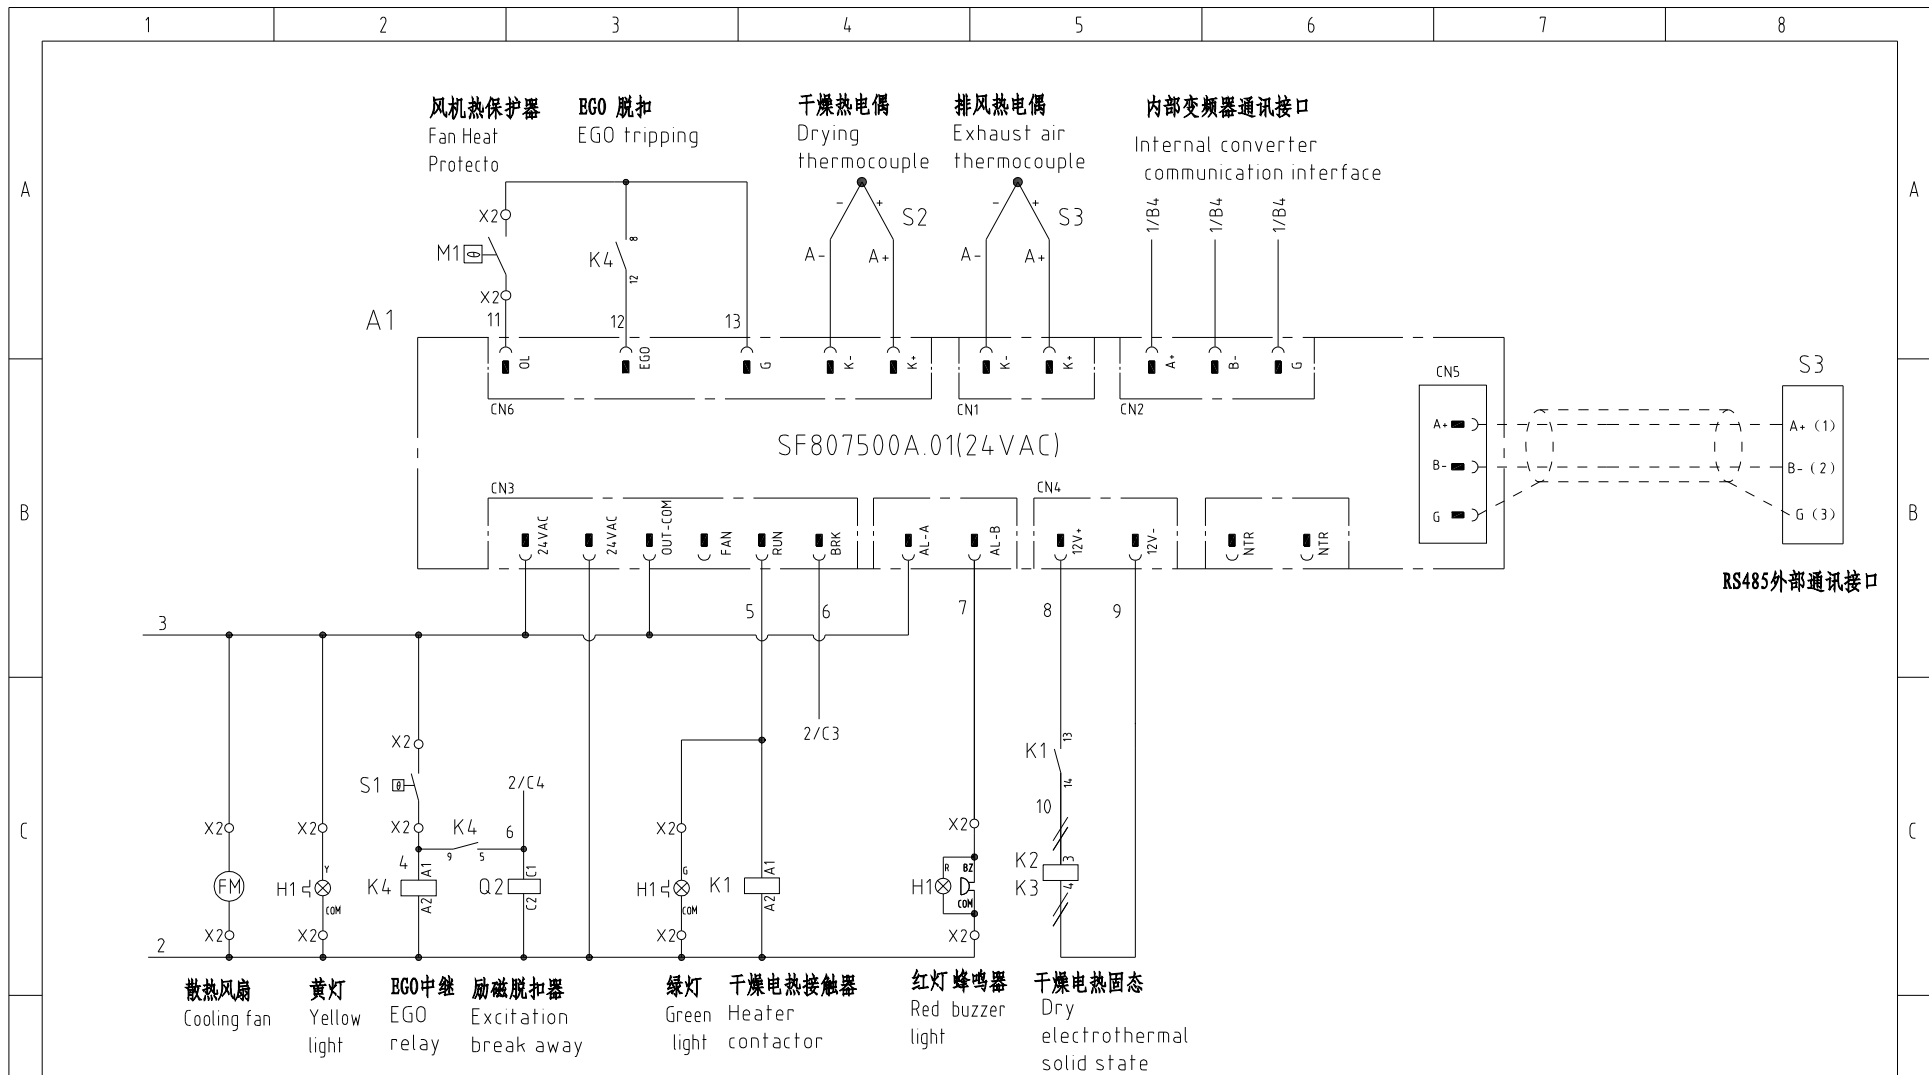 1 2 3 4 5 6 7 8
风机热保护器
Fan Heat
Protecto
EGO 脱扣
EGO tripping
干燥热电偶
Drying
thermocouple
排风热电偶
Exhaust air
thermocouple
内部变频器通讯接口
Internal converter
communication interface
A
A
X2
M1 θ
X2
11
K4
8
12
12
13
- +
S2
A- A+
- +
S3
A- A+
1/B4
1/B4
1/B4
A1
OL
EGO
G
K-
K+
K-
K+
A+
B-
G
CN6
CN1
CN2
CN5
A+
B-
G
S3
A+ (1)
B- (2)
G (3)
RS485外部通讯接口
SF807500A.01(24VAC)
B
B
CN3
CN4
24VAC
24VAC
OUT-COM
FAN
RUN
BRK
AL-A
AL-B
12V+
12V-
NTR
NTR
3
5
6
7
8
9
2/C3
C
C
X2
FM
X2
X2
H1
Y
COM
X2
X2
S1 θ
X2
4
K4
A1
A2
K4
9 5
2/C4
6
Q2
C1
C2
X2
H1
G
COM
X2
K1
A1
A2
X2
R BZ
H1
COM
X2
K1
13
14
10
K2
K3
3
4
2
散热风扇
Cooling fan
黄灯
Yellow
light
EGO中继
EGO
relay
励磁脱扣器
Excitation
break away
绿灯
Green
light
干燥电热接触器
Heater
contactor
红灯 蜂鸣器
Red buzzer
light
干燥电热固态
Dry
electrothermal
solid state